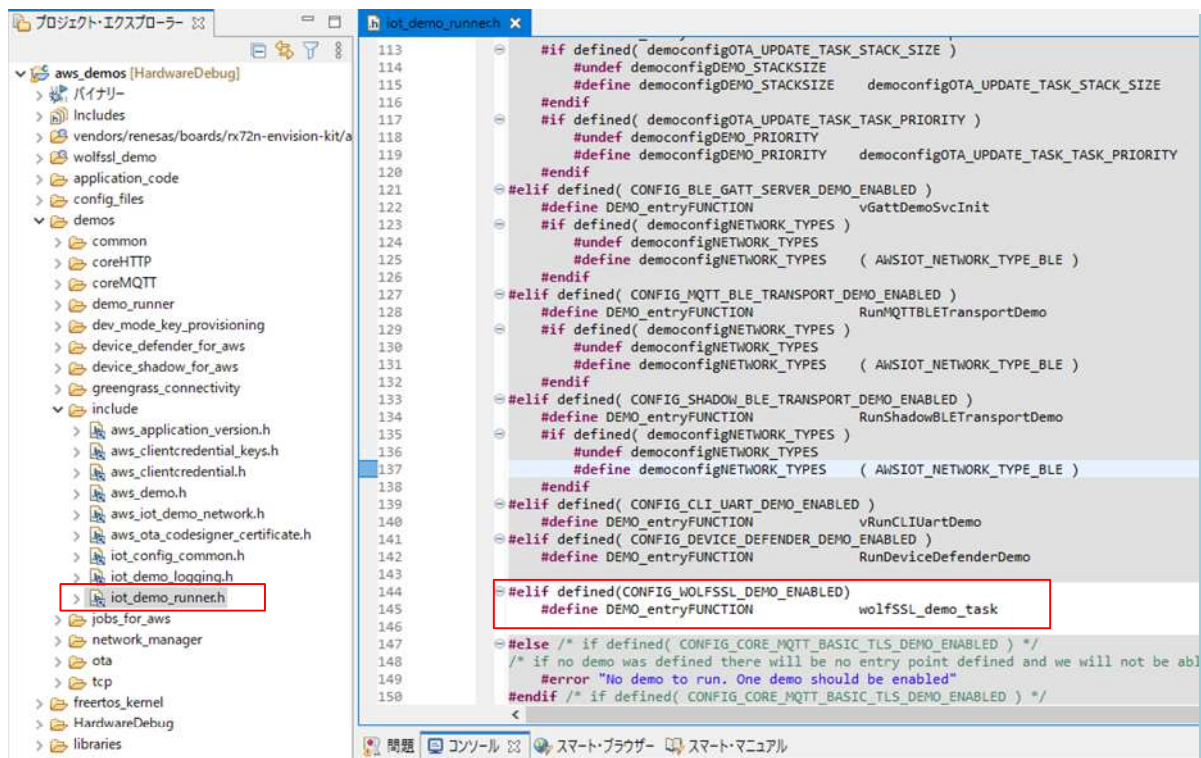 プロジェクト・エクスプローラー
aws_demos [HardwareDebug]
バイナリー
Includes
vendors/renesas/boards/rx72n-envision-kit/a
wolfssl_demo
application_code
config_files
demos
common
coreHTTP
coreMQTT
demo_runner
dev_mode_key_provisioning
device_defender_for_aws
device_shadow_for_aws
greengrass_connectivity
include
aws_application_version.h
aws_clientcredential_keys.h
aws_clientcredential.h
aws_demo.h
aws_iot_demo_network.h
aws_ota_codesigner_certificate.h
iot_config_common.h
iot_demo_logging.h
iot_demo_runner.h
jobs_for_aws
network_manager
ota
tcp
freertos_kernel
HardwareDebug
libraries
iot_demo_runner.h
113 #if defined( democonfigOTA_UPDATE_TASK_STACK_SIZE )
114 #undef democonfigDEMO_STACKSIZE
115 #define democonfigDEMO_STACKSIZE democonfigOTA_UPDATE_TASK_STACK_SIZE
116 #endif
117 #if defined( democonfigOTA_UPDATE_TASK_TASK_PRIORITY )
118 #undef democonfigDEMO_PRIORITY
119 #define democonfigDEMO_PRIORITY democonfigOTA_UPDATE_TASK_TASK_PRIORITY
120 #endif
121 #elif defined( CONFIG_BLE_GATT_SERVER_DEMO_ENABLED )
122 #define DEMO_entryFUNCTION vGattDemoSvcInit
123 #if defined( democonfigNETWORK_TYPES )
124 #undef democonfigNETWORK_TYPES
125 #define democonfigNETWORK_TYPES ( AWSIOT_NETWORK_TYPE_BLE )
126 #endif
127 #elif defined( CONFIG_MQTT_BLE_TRANSPORT_DEMO_ENABLED )
128 #define DEMO_entryFUNCTION RunMQTTBLETransportDemo
129 #if defined( democonfigNETWORK_TYPES )
130 #undef democonfigNETWORK_TYPES
131 #define democonfigNETWORK_TYPES ( AWSIOT_NETWORK_TYPE_BLE )
132 #endif
133 #elif defined( CONFIG_SHADOW_BLE_TRANSPORT_DEMO_ENABLED )
134 #define DEMO_entryFUNCTION RunShadowBLETransportDemo
135 #if defined( democonfigNETWORK_TYPES )
136 #undef democonfigNETWORK_TYPES
137 #define democonfigNETWORK_TYPES ( AWSIOT_NETWORK_TYPE_BLE )
138 #endif
139 #elif defined( CONFIG_CLI_UART_DEMO_ENABLED )
140 #define DEMO_entryFUNCTION vRunCLIUartDemo
141 #elif defined( CONFIG_DEVICE_DEFENDER_DEMO_ENABLED )
142 #define DEMO_entryFUNCTION RunDeviceDefenderDemo
143
144 #elif defined(CONFIG_WOLFSSL_DEMO_ENABLED)
145 #define DEMO_entryFUNCTION wolfSSL_demo_task
146
147 #else /* if defined( CONFIG_CORE_MQTT_BASIC_TLS_DEMO_ENABLED ) */
148 /* if no demo was defined there will be no entry point defined and we will not be abl
149 #error "No demo to run. One demo should be enabled"
150 #endif /* if defined( CONFIG_CORE_MQTT_BASIC_TLS_DEMO_ENABLED ) */
問題 コンソール スマート・ブラウザー スマート・マニュアル